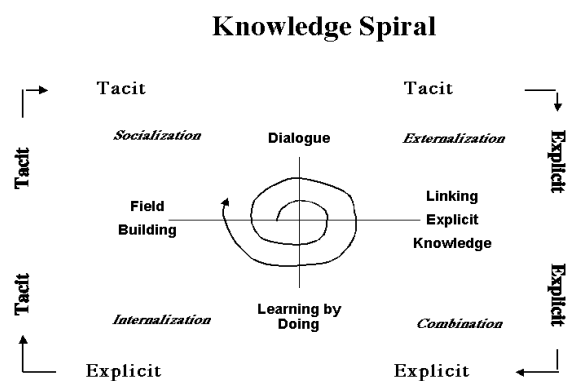 Knowledge Spiral
Tacit
Tacit
Socialization
Dialogue
Externalization
Tacit
Explicit
Field
Building
Linking
Explicit
Knowledge
Tacit
Explicit
Internalization
Learning by
Doing
Combination
Explicit
Explicit